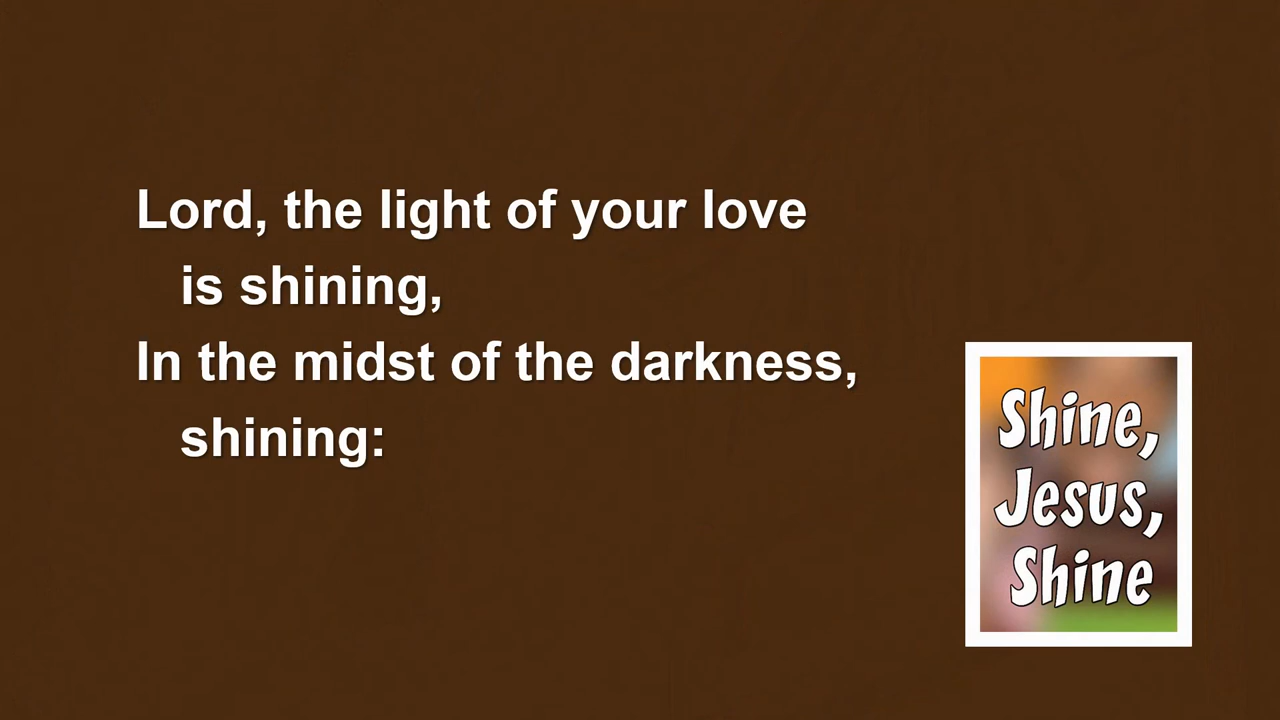 Lord, the light of your love
is shining,
In the midst of the darkness,
shining:
Shine,
Jesus,
Shine